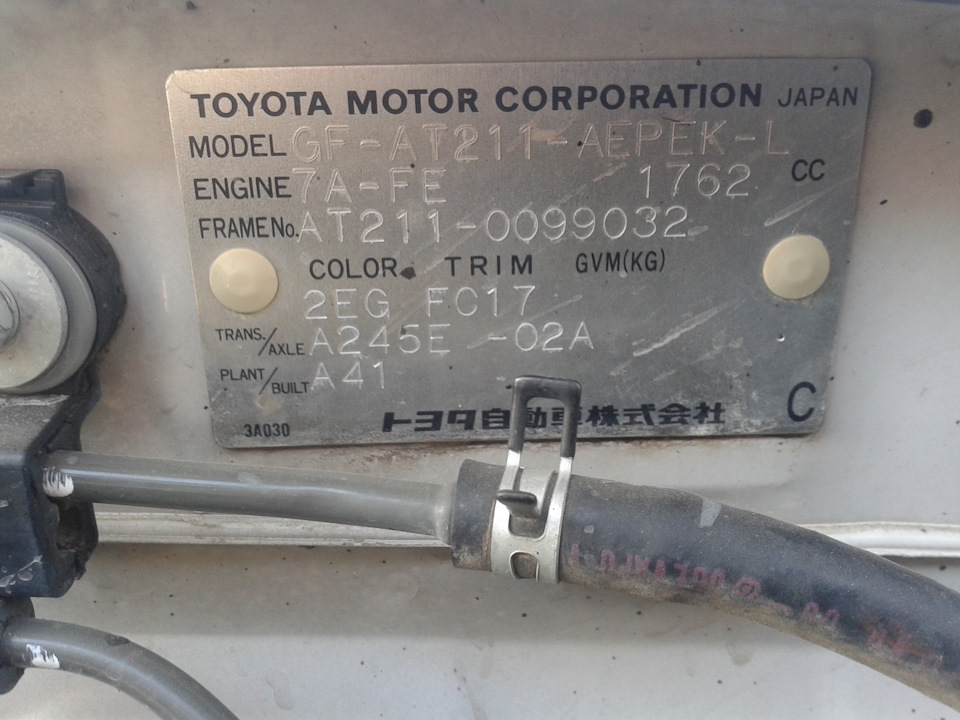 TOYOTA MOTOR CORPORATION JAPAN
MODEL GF-AT211-AEPEK-L
ENGINE 7A-FE 1762 CC
FRAME No. AT211-0099032
COLOR TRIM GVM(KG)
2EG FC17
TRANS./AXLE A245E -02A
PLANT/BUILT A41
3A030 トヨタ自動車株式会社 C